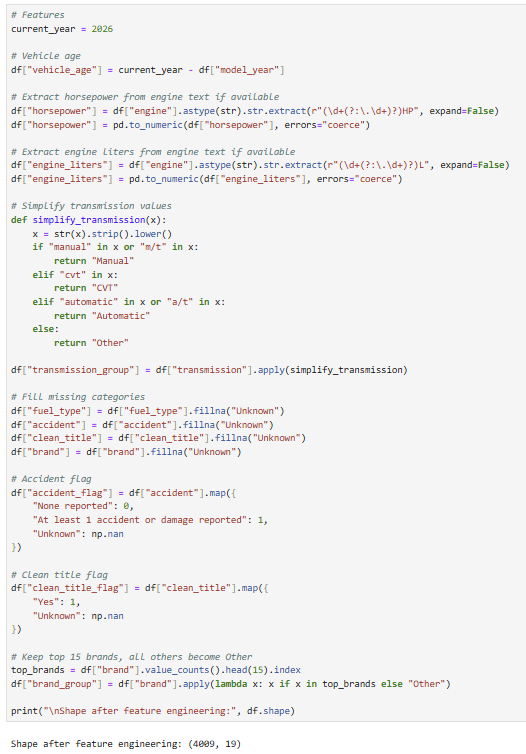 # Features
current_year = 2026
# Vehicle age
df["vehicle_age"] = current_year - df["model_year"]
# Extract horsepower from engine text if available
df["horsepower"] = df["engine"].astype(str).str.extract(r"(\d+(?:\.\d+)?)HP", expand=False)
df["horsepower"] = pd.to_numeric(df["horsepower"], errors="coerce")
# Extract engine liters from engine text if available
df["engine_liters"] = df["engine"].astype(str).str.extract(r"(\d+(?:\.\d+)?)L", expand=False)
df["engine_liters"] = pd.to_numeric(df["engine_liters"], errors="coerce")
# Simplify transmission values
def simplify_transmission(x):
    x = str(x).strip().lower()
    if "manual" in x or "m/t" in x:
        return "Manual"
    elif "cvt" in x:
        return "CVT"
    elif "automatic" in x or "a/t" in x:
        return "Automatic"
    else:
        return "Other"
df["transmission_group"] = df["transmission"].apply(simplify_transmission)
# Fill missing categories
df["fuel_type"] = df["fuel_type"].fillna("Unknown")
df["accident"] = df["accident"].fillna("Unknown")
df["clean_title"] = df["clean_title"].fillna("Unknown")
df["brand"] = df["brand"].fillna("Unknown")
# Accident flag
df["accident_flag"] = df["accident"].map({
    "None reported": 0,
    "At least 1 accident or damage reported": 1,
    "Unknown": np.nan
})
# Clean title flag
df["clean_title_flag"] = df["clean_title"].map({
    "Yes": 1,
    "Unknown": np.nan
})
# Keep top 15 brands, all others become Other
top_brands = df["brand"].value_counts().head(15).index
df["brand_group"] = df["brand"].apply(lambda x: x if x in top_brands else "Other")
print("\nShape after feature engineering:", df.shape)
Shape after feature engineering: (4009, 19)